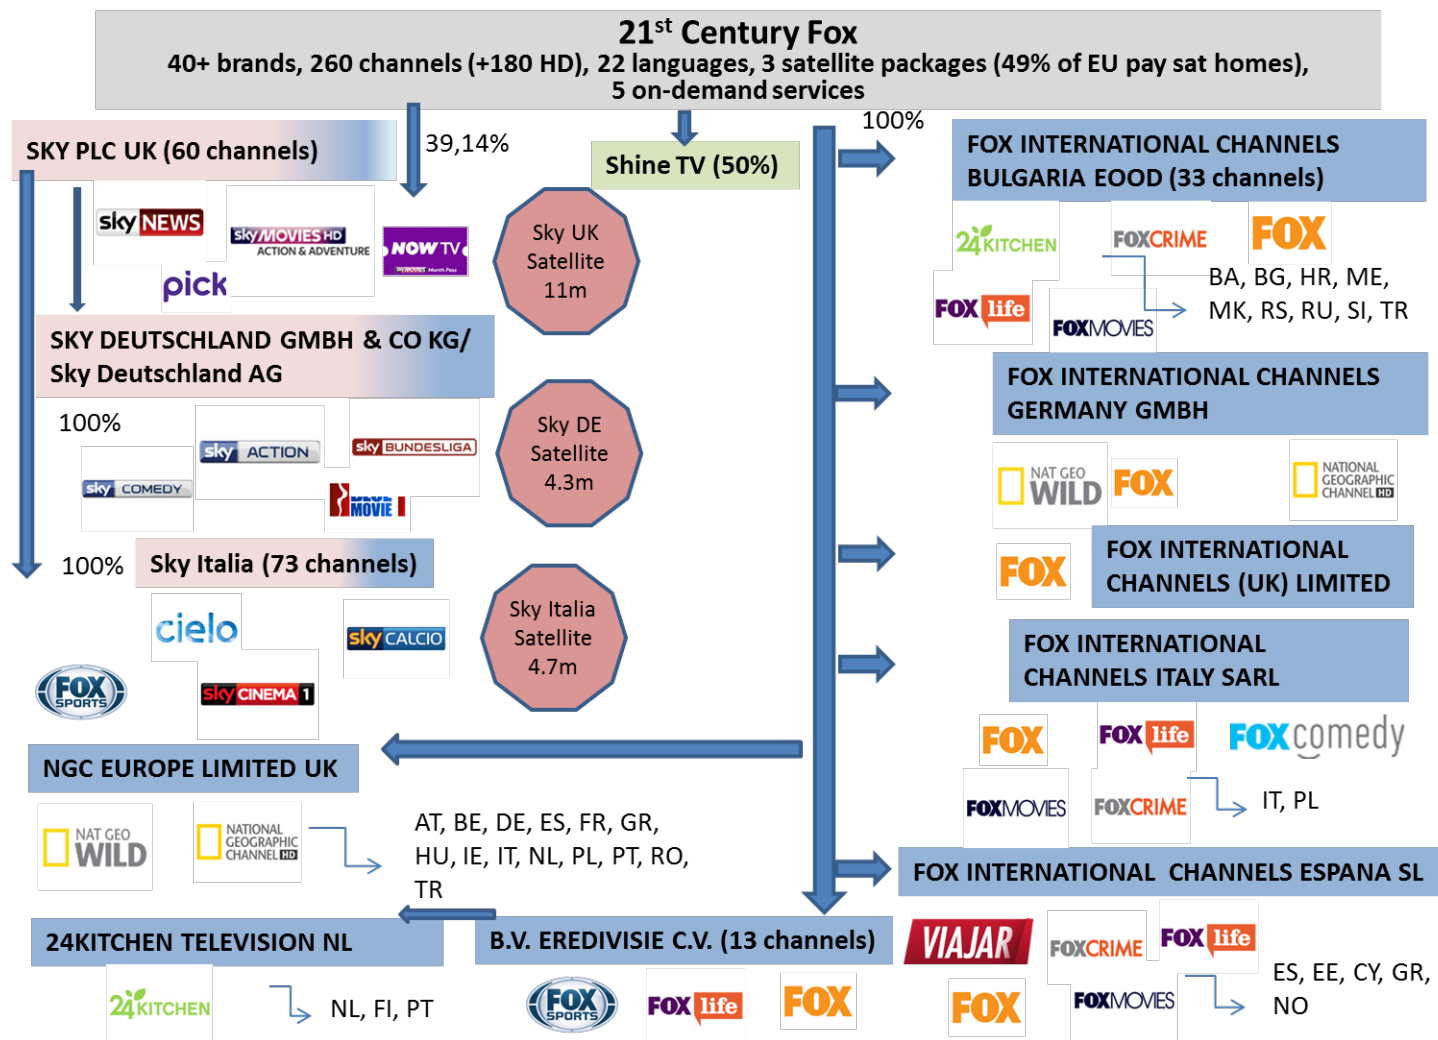 21st Century Fox
40+ brands, 260 channels (+180 HD), 22 languages, 3 satellite packages (49% of EU pay sat homes),
5 on-demand services
SKY PLC UK (60 channels)
39,14%
Shine TV (50%)
100%
FOX INTERNATIONAL CHANNELS
BULGARIA EOOD (33 channels)
sky NEWS
sky MOVIES HD
ACTION & ADVENTURE
NOW TV
sky MOVIES Month Pass
pick
Sky UK
Satellite
11m
24KITCHEN
FOXCRIME
FOX
BA, BG, HR, ME,
MK, RS, RU, SI, TR
FOX life
FOXMOVIES
SKY DEUTSCHLAND GMBH & CO KG/
Sky Deutschland AG
FOX INTERNATIONAL CHANNELS
GERMANY GMBH
100%
sky ACTION
sky BUNDESLIGA
sky COMEDY
BLUE
MOVIE
Sky DE
Satellite
4.3m
NAT GEO
WILD
FOX
NATIONAL
GEOGRAPHIC
CHANNEL HD
100%
Sky Italia (73 channels)
FOX
FOX INTERNATIONAL
CHANNELS (UK) LIMITED
cielo
sky CALCIO
FOX
SPORTS
sky CINEMA 1
Sky Italia
Satellite
4.7m
FOX INTERNATIONAL
CHANNELS ITALY SARL
FOX
FOX life
FOX comedy
FOXMOVIES
FOXCRIME
IT, PL
NGC EUROPE LIMITED UK
NAT GEO
WILD
NATIONAL
GEOGRAPHIC
CHANNEL HD
AT, BE, DE, ES, FR, GR,
HU, IE, IT, NL, PL, PT, RO,
TR
FOX INTERNATIONAL CHANNELS ESPANA SL
24KITCHEN TELEVISION NL
B.V. EREDIVISIE C.V. (13 channels)
VIAJAR
FOXCRIME
FOX life
24KITCHEN
NL, FI, PT
FOX
SPORTS
FOX life
FOX
FOX
FOXMOVIES
ES, EE, CY, GR,
NO